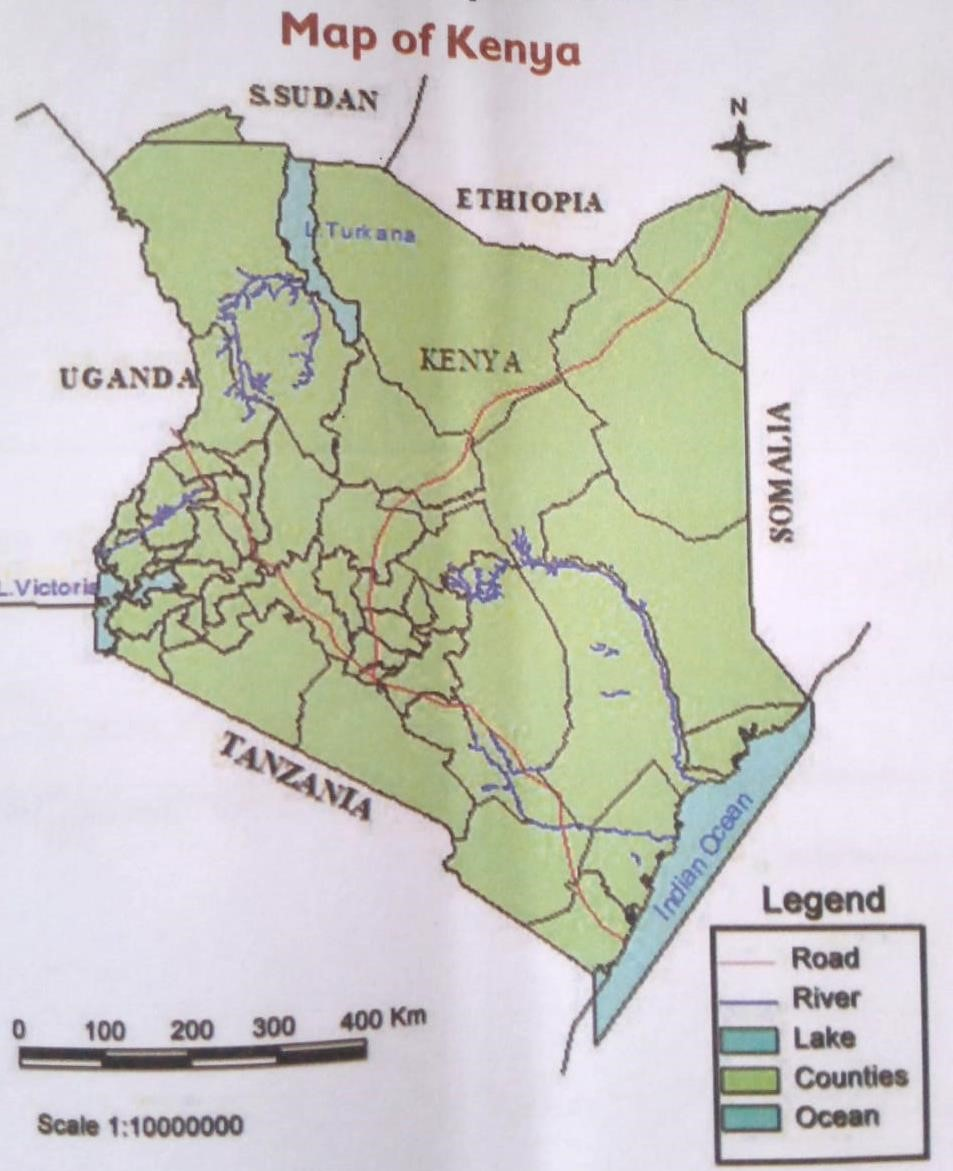 Map of Kenya
S.SUDAN
N
ETHIOPIA
L.Turkana
KENYA
UGANDA
SOMALIA
L.Victoria
TANZANIA
Indian Ocean
Legend
Road
River
Lake
Counties
Ocean
0 100 200 300 400 Km
Scale 1:10000000